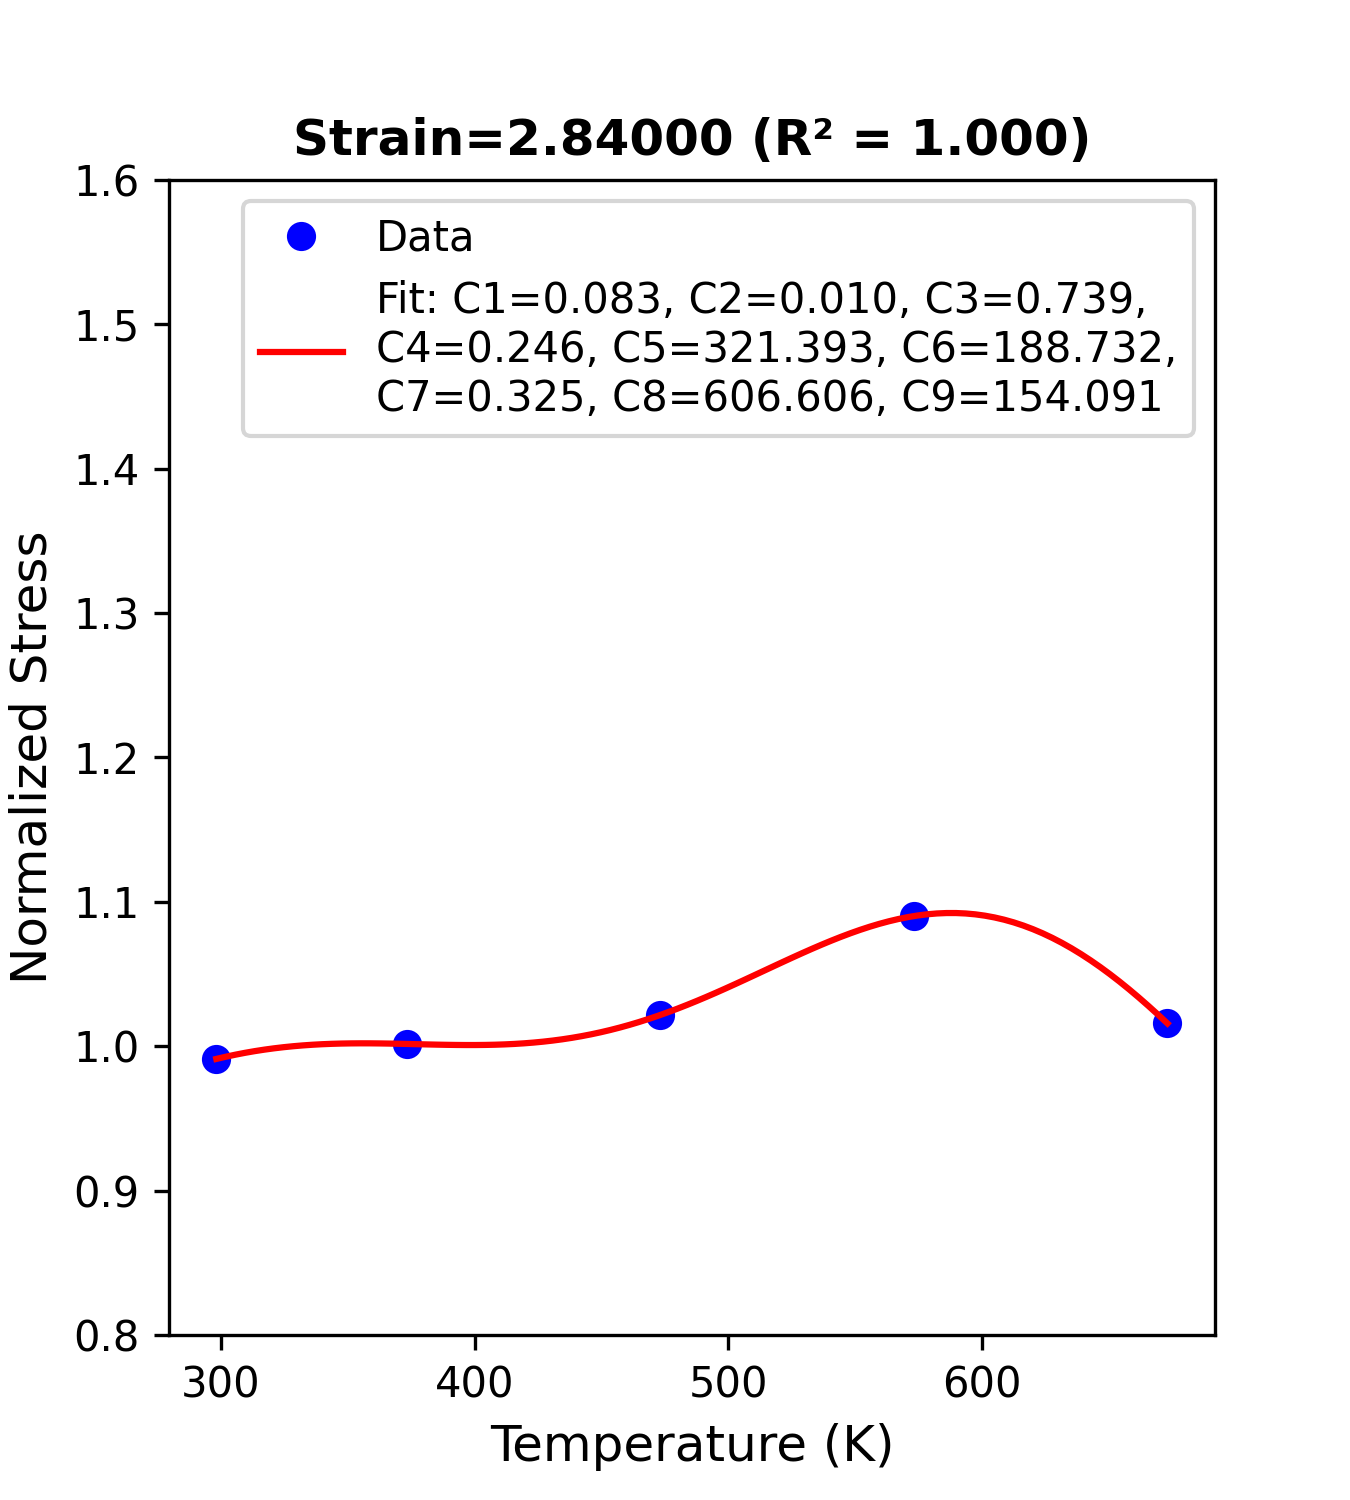 Strain=2.84000 (R² = 1.000)
1.6
1.5
1.4
1.3
1.2
1.1
1.0
0.9
0.8
Normalized Stress
Data
Fit: C1=0.083, C2=0.010, C3=0.739,
C4=0.246, C5=321.393, C6=188.732,
C7=0.325, C8=606.606, C9=154.091
300 400 500 600
Temperature (K)